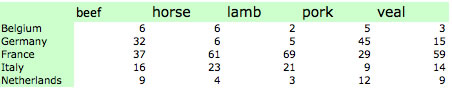 beef horse lamb pork veal
Belgium 6 6 2 5 3
Germany 32 6 5 45 15
France 37 61 69 29 59
Italy 16 23 21 9 14
Netherlands 9 4 3 12 9